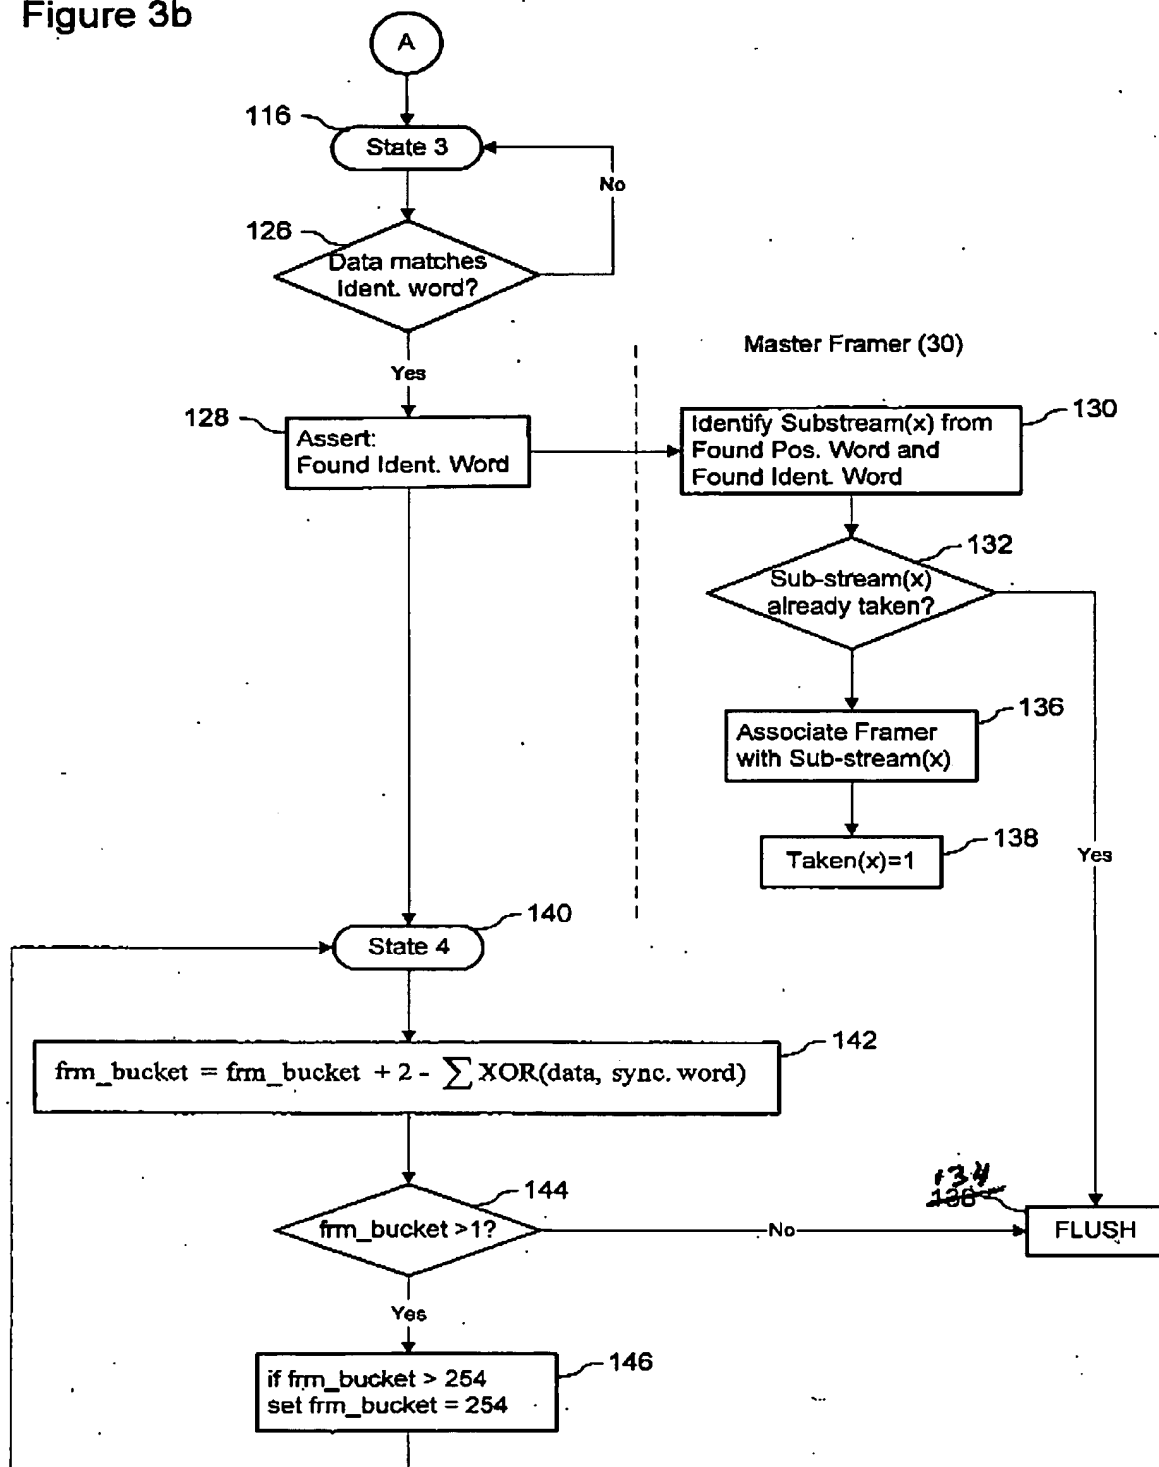 Figure 3b
A
116
State 3
No
126
Data matches
Ident. word?
Yes
Master Framer (30)
128
Assert:
Found Ident. Word
130
Identify Substream(x) from
Found Pos. Word and
Found Ident. Word
132
Sub-stream(x)
already taken?
136
Associate Framer
with Sub-stream(x)
138
Taken(x)=1
Yes
140
State 4
142
frm_bucket = frm_bucket + 2 - ∑ XOR(data, sync. word)
134
144
frm_bucket >1?
No
FLUSH
Yes
146
if frm_bucket > 254
set frm_bucket = 254